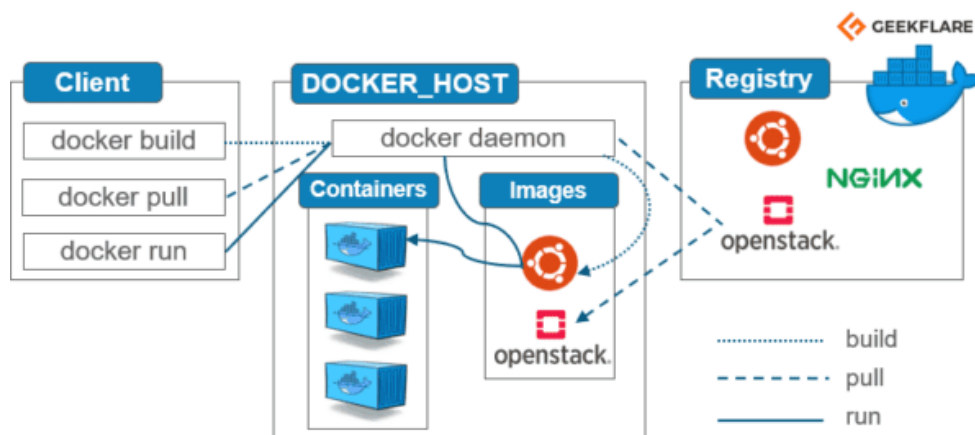 GEEKFLARE
Client
DOCKER_HOST
Registry
docker build
docker daemon
docker pull
docker run
Containers
Images
NGiNX
openstack.
openstack.
build
pull
run